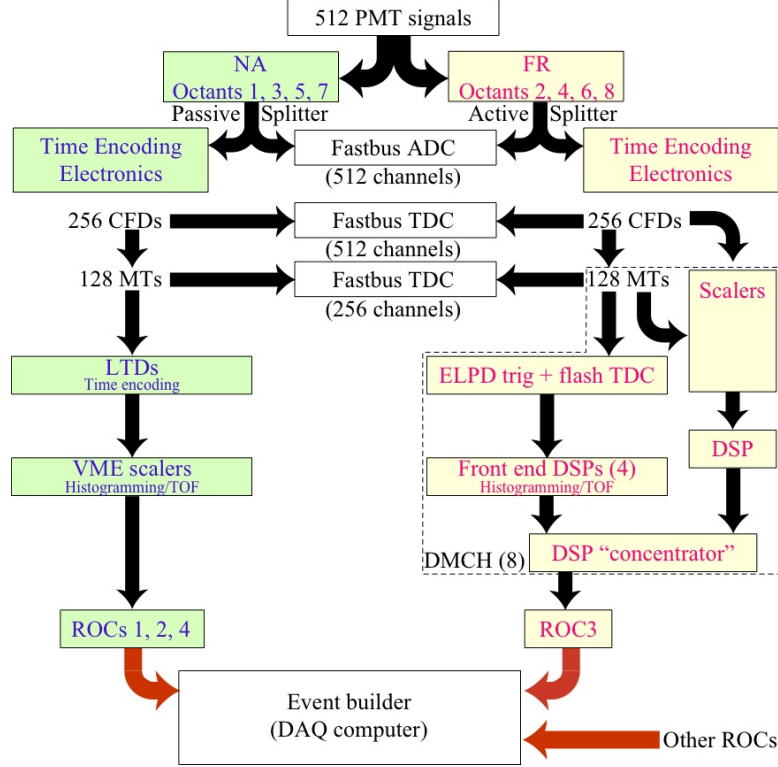 512 PMT signals
NA
Octants 1, 3, 5, 7
FR
Octants 2, 4, 6, 8
Passive Splitter
Active Splitter
Time Encoding
Electronics
Fastbus ADC
(512 channels)
Time Encoding
Electronics
256 CFDs
Fastbus TDC
(512 channels)
256 CFDs
128 MTs
Fastbus TDC
(256 channels)
128 MTs
Scalers
LTDs
Time encoding
ELPD trig + flash TDC
DSP
VME scalers
Histogramming/TOF
Front end DSPs (4)
Histogramming/TOF
DMCH (8)
DSP “concentrator”
ROCs 1, 2, 4
ROC3
Event builder
(DAQ computer)
Other ROCs